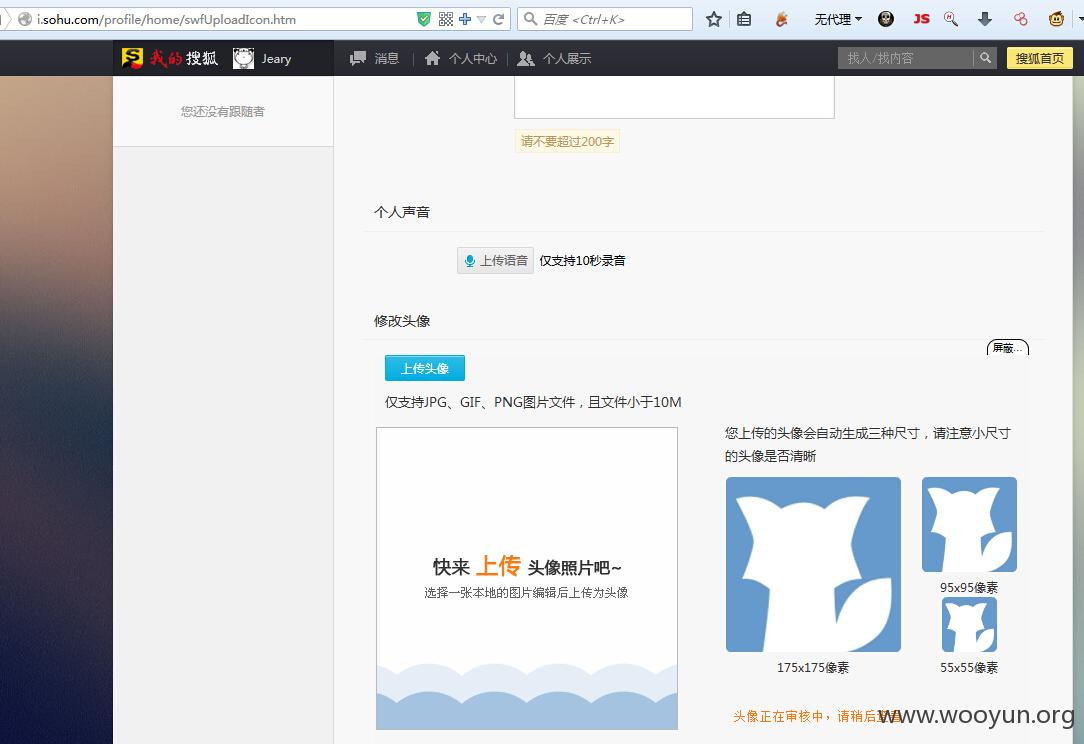 i.sohu.com/profile/home/swfUploadIcon.htm
百度 <Ctrl+K>
无代理
JS
S 我的搜狐
Jeary
消息
个人中心
个人展示
找人/找内容
搜狐首页
您还没有跟随者
请不要超过200字
个人声音
上传语音 仅支持10秒录音
修改头像
屏蔽...
上传头像
仅支持JPG、GIF、PNG图片文件，且文件小于10M
您上传的头像会自动生成三种尺寸，请注意小尺寸
的头像是否清晰
快来 上传 头像照片吧~
选择一张本地的图片编辑后上传为头像
95x95像素
175x175像素
55x55像素
头像正在审核中，请稍后查看
www.wooyun.org